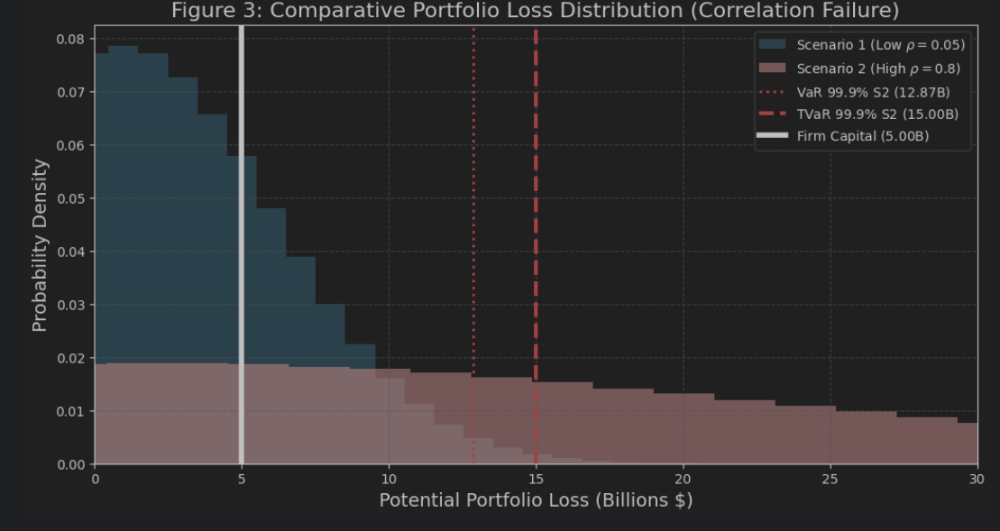 Figure 3: Comparative Portfolio Loss Distribution (Correlation Failure)
Scenario 1 (Low ρ = 0.05)
Scenario 2 (High ρ = 0.8)
VaR 99.9% S2 (12.87B)
TVaR 99.9% S2 (15.00B)
Firm Capital (5.00B)
Probability Density
0.08
0.07
0.06
0.05
0.04
0.03
0.02
0.01
0.00
0 5 10 15 20 25 30
Potential Portfolio Loss (Billions $)